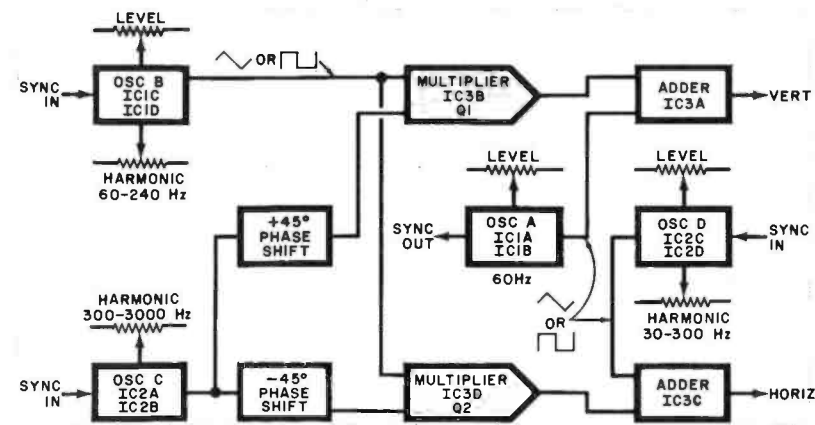 LEVEL
OSC B
IC1C
IC1D
SYNC
IN
HARMONIC
60-240 Hz
OR
MULTIPLIER
IC3B
Q1
ADDER
IC3A
VERT
+45°
PHASE
SHIFT
LEVEL
SYNC
OUT
OSC A
IC1A
IC1B
60Hz
LEVEL
OSC D
IC2C
IC2D
SYNC
IN
HARMONIC
30-300 Hz
OR
HARMONIC
300-3000 Hz
SYNC
IN
OSC C
IC2A
IC2B
-45°
PHASE
SHIFT
MULTIPLIER
IC3D
Q2
ADDER
IC3C
HORIZ